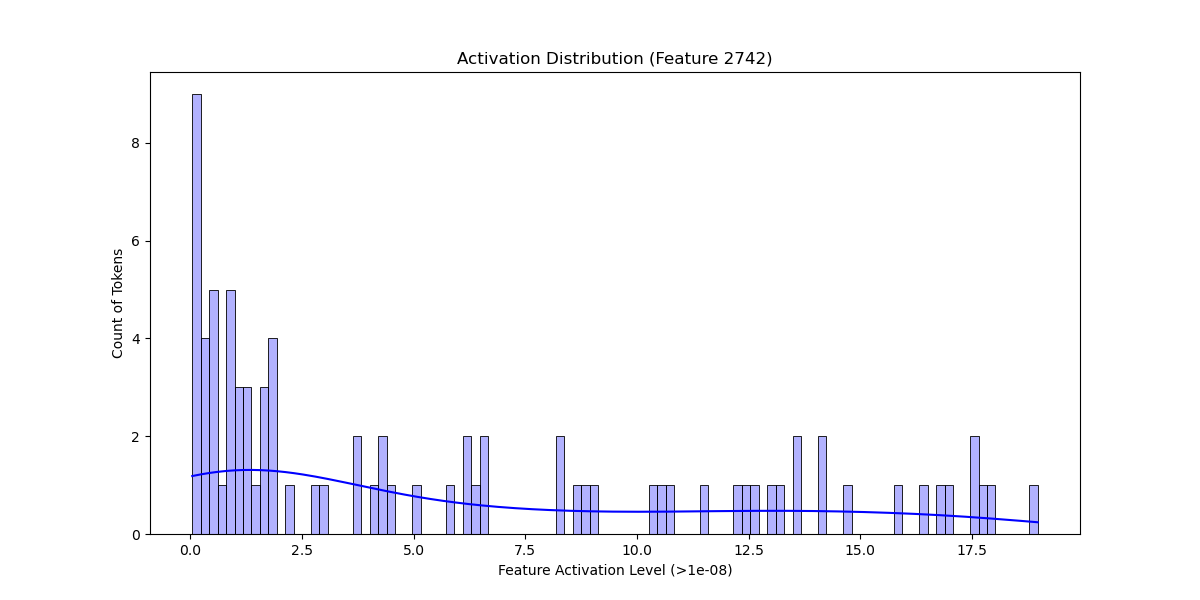 Activation Distribution (Feature 2742)
8
6
4
2
0
Count of Tokens
0.0 2.5 5.0 7.5 10.0 12.5 15.0 17.5
Feature Activation Level (>1e-08)